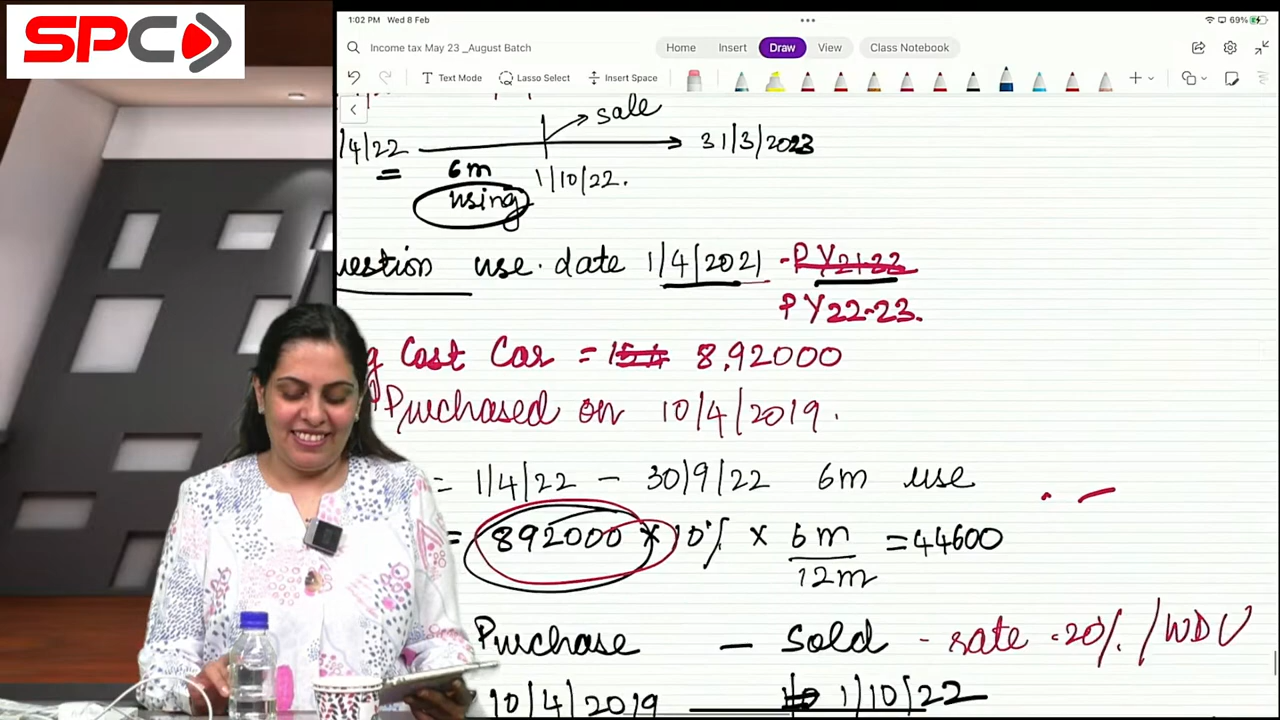 SPC
1:02 PM Wed 8 Feb
69%
Income tax May 23 _August Batch
Home Insert Draw View Class Notebook
Text Mode Lasso Select Insert Space
sale
/4/22 31/3/2023
= 6m 1/10/22.
using
uestion use. date 1/4/2021 - PY21-22
PY22-23.
g Cost Car = 8,92000
Purchased on 10/4/2019.
= 1/4/22 - 30/9/22 6m use
= 892000 * 10% * 6m = 44600
12m
Purchase - Sold - rate - 20% / WDV
10/4/2019 1/10/22